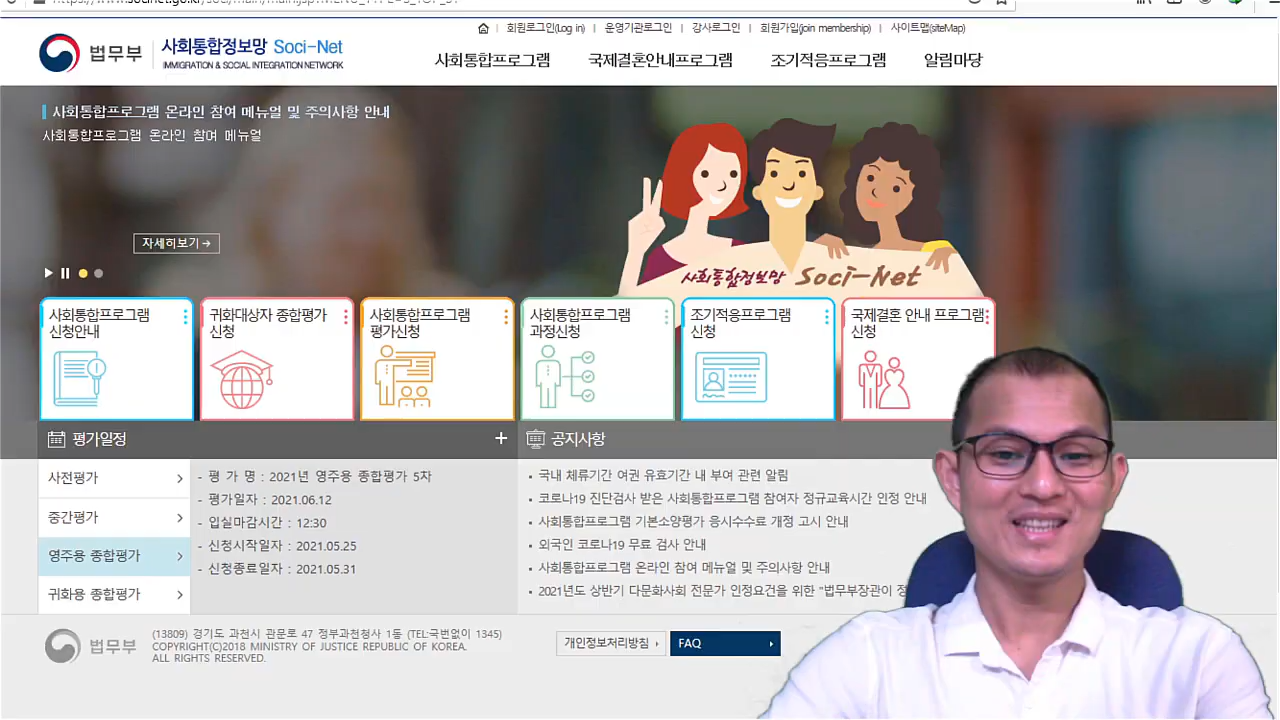 회원로그인(Log in) | 운영기관로그인 | 강사로그인 | 회원가입(join membership) | 사이트맵(siteMap)
법무부
사회통합정보망 Soci-Net
IMMIGRATION & SOCIAL INTEGRATION NETWORK
사회통합프로그램 국제결혼안내프로그램 조기적응프로그램 알림마당
사회통합프로그램 온라인 참여 메뉴얼 및 주의사항 안내
사회통합프로그램 온라인 참여 메뉴얼
자세히보기
사회통합정보망 Soci-Net
사회통합프로그램
신청안내
귀화대상자 종합평가
신청
사회통합프로그램
평가신청
사회통합프로그램
과정신청
조기적응프로그램
신청
국제결혼 안내 프로그램
신청
평가일정 +
사전평가
중간평가
영주용 종합평가
귀화용 종합평가
- 평 가 명 : 2021년 영주용 종합평가 5차
- 평가일자 : 2021.06.12
- 입실마감시간 : 12:30
- 신청시작일자 : 2021.05.25
- 신청종료일자 : 2021.05.31
공지사항
국내 체류기간 여권 유효기간 내 부여 관련 알림
코로나19 진단검사 받은 사회통합프로그램 참여자 정규교육시간 인정 안내
사회통합프로그램 기본소양평가 응시수수료 개정 고시 안내
외국인 코로나19 무료 검사 안내
사회통합프로그램 온라인 참여 메뉴얼 및 주의사항 안내
2021년도 상반기 다문화사회 전문가 인정요건을 위한 "법무부장관이 정
법무부
(13809) 경기도 과천시 관문로 47 정부과천청사 1동 (TEL:국번없이 1345)
COPYRIGHT(C)2018 MINISTRY OF JUSTICE REPUBLIC OF KOREA.
ALL RIGHTS RESERVED.
개인정보처리방침
FAQ